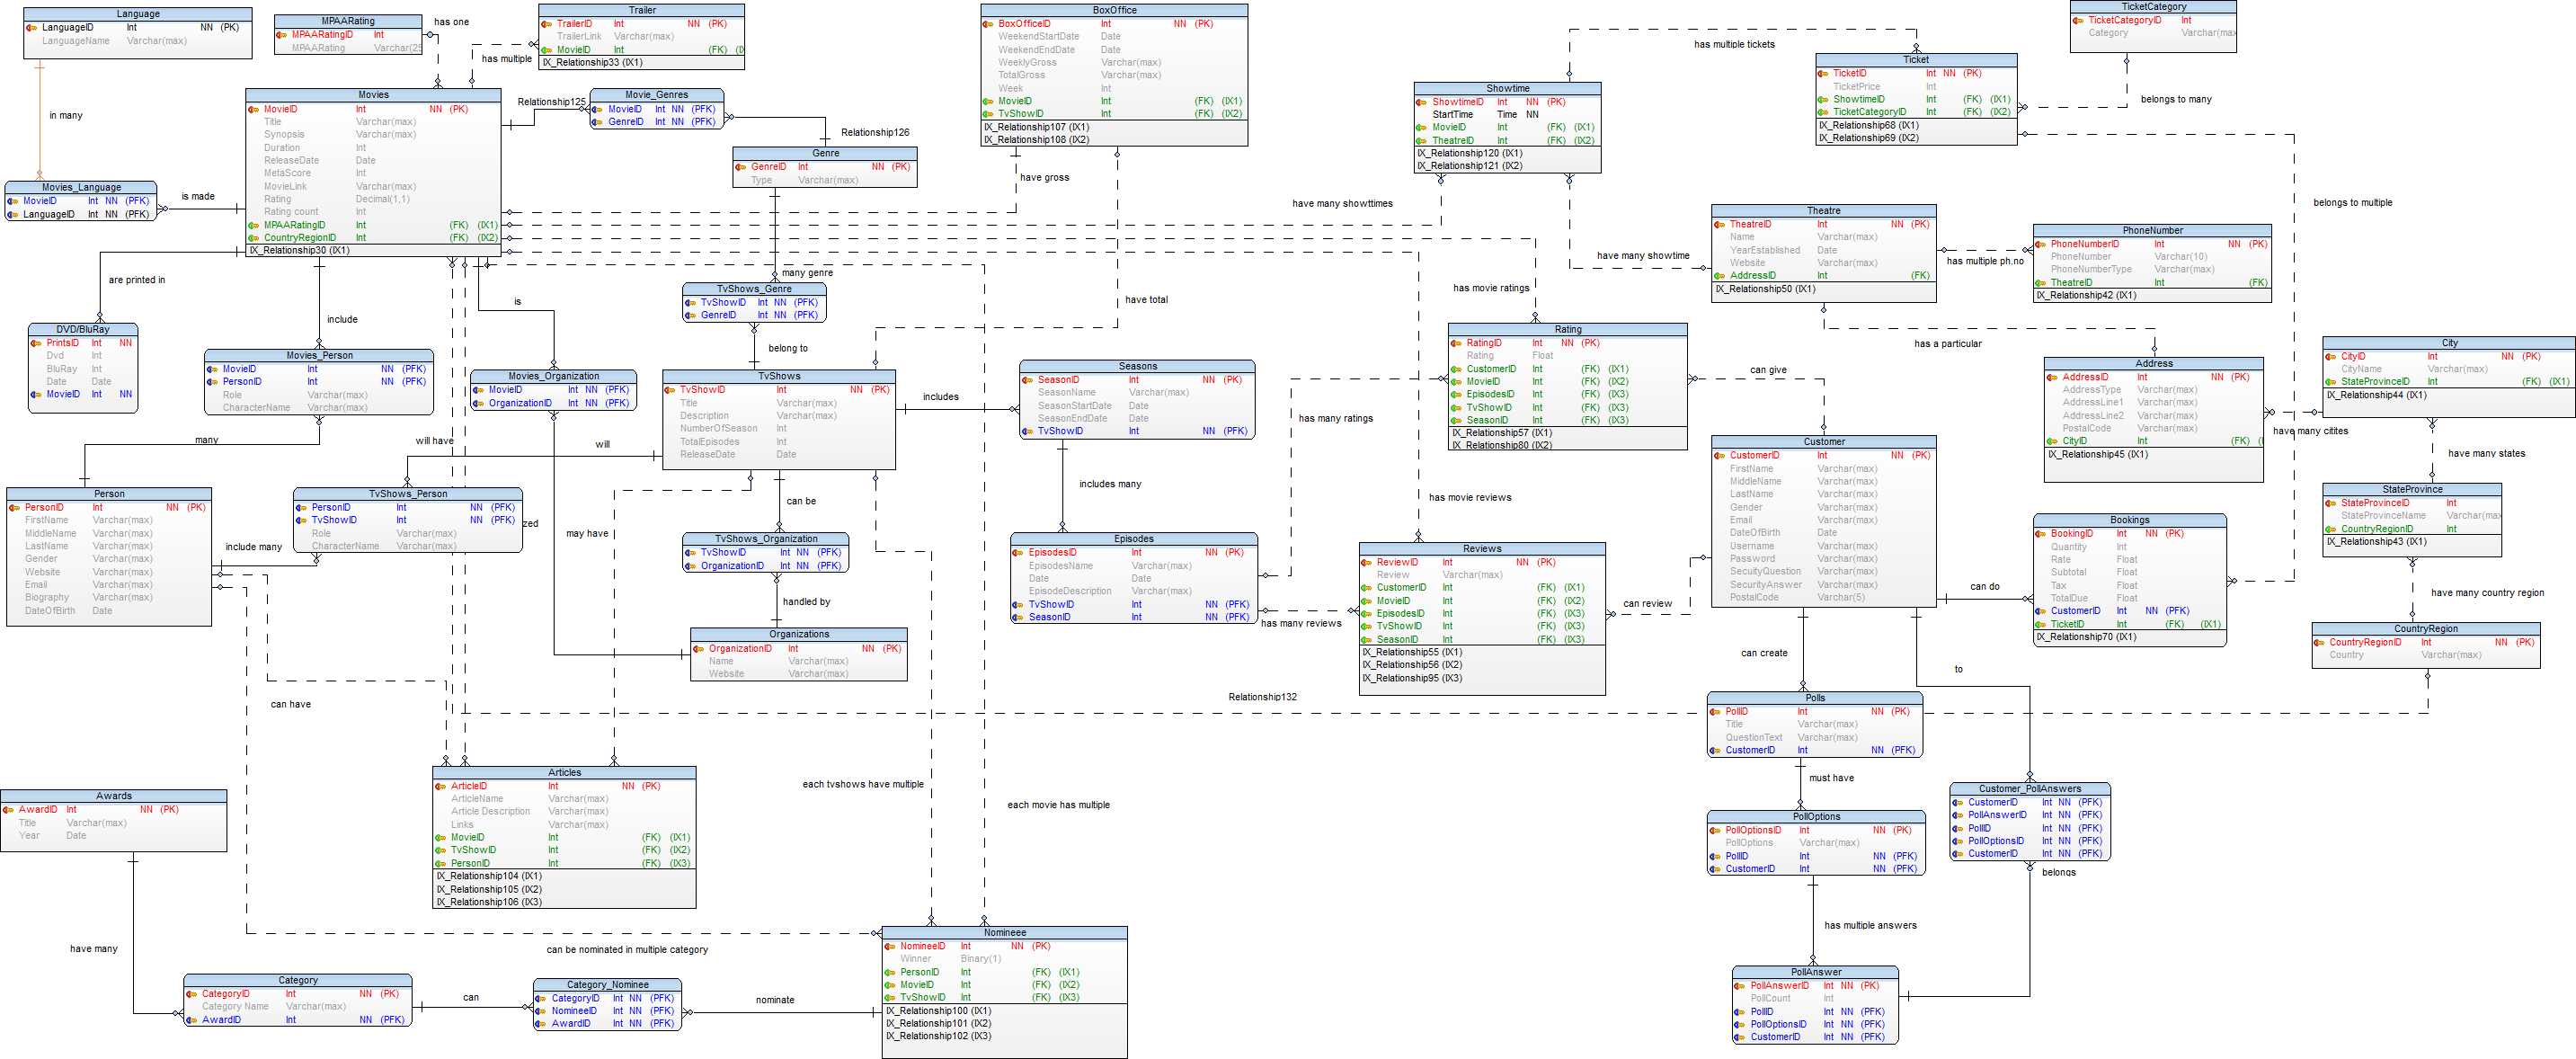 Language
LanguageID Int NN (PK)
LanguageName Varchar(max)
MPAARating
MPAARatingID Int
MPAARating
has one
Trailer
TrailerID Int NN (PK)
TrailerLink Varchar(max)
MovieID Int (FK)
IX_Relationship33 (IX1)
has multiple
in many
Movies
MovieID Int NN (PK)
Title Varchar(max)
Synopsis Varchar(max)
Duration Int
ReleaseDate Date
MetaScore Int
MovieLink Varchar(max)
Rating Decimal(1,1)
Rating count Int
MPAARatingID Int (FK) (IX1)
CountryRegionID Int (FK) (IX2)
IX_Relationship30 (IX1)
Relationship125
Movie_Genres
MovieID Int NN (PFK)
GenreID Int NN (PFK)
Relationship126
Genre
GenreID Int NN (PK)
Type Varchar(max)
Movies_Language
MovieID Int NN (PFK)
LanguageID Int NN (PFK)
is made
BoxOffice
BoxOfficeID Int NN (PK)
WeekendStartDate Date
WeekendEndDate Date
WeeklyGross Varchar(max)
TotalGross Varchar(max)
Week Int
MovieID Int (FK) (IX1)
TvShowID Int (FK) (IX2)
IX_Relationship107 (IX1)
IX_Relationship108 (IX2)
have gross
have total
Showtime
ShowtimeID Int NN (PK)
StartTime Time NN
MovieID Int (FK) (IX1)
TheatreID Int (FK) (IX2)
IX_Relationship120 (IX1)
IX_Relationship121 (IX2)
has multiple tickets
have many showttimes
have many showtime
Ticket
TicketID Int NN (PK)
TicketPrice Int
ShowtimeID Int (FK) (IX1)
TicketCategoryID Int (FK) (IX2)
IX_Relationship68 (IX1)
IX_Relationship69 (IX2)
TicketCategory
TicketCategoryID Int
Category
belongs to many
belongs to multiple
Theatre
TheatreID Int NN (PK)
Name Varchar(max)
YearEstablished Date
Website Varchar(max)
AddressID Int (FK)
IX_Relationship50 (IX1)
has multiple ph.no
PhoneNumber
PhoneNumberID Int NN (PK)
PhoneNumber Varchar(10)
PhoneNumberType Varchar(max)
TheatreID Int (FK)
IX_Relationship42 (IX1)
has a particular
Address
AddressID Int NN (PK)
AddressType Varchar(max)
AddressLine1 Varchar(max)
AddressLine2 Varchar(max)
PostalCode Varchar(max)
CityID Int (FK)
IX_Relationship45 (IX1)
City
CityID Int NN (PK)
CityName Varchar(max)
StateProvinceID Int (FK) (IX1)
IX_Relationship44 (IX1)
have many citites
have many states
StateProvince
StateProvinceID Int
StateProvinceName
CountryRegionID Int
IX_Relationship43 (IX1)
have many country region
CountryRegion
CountryRegionID Int NN (PK)
Country Varchar(max)
are printed in
DVD/BluRay
PrintsID Int NN
Dvd Int
BluRay Int
Date Date
MovieID Int NN
include
Movies_Person
MovieID Int NN (PFK)
PersonID Int NN (PFK)
Role Varchar(max)
CharacterName Varchar(max)
is
Movies_Organization
MovieID Int NN (PFK)
OrganizationID Int NN (PFK)
many genre
TvShows_Genre
TvShowID Int NN (PFK)
GenreID Int NN (PFK)
belong to
TvShows
TvShowID Int NN (PK)
Title Varchar(max)
Description Varchar(max)
NumberOfSeason Int
TotalEpisodes Int
ReleaseDate Date
includes
Seasons
SeasonID Int NN (PK)
SeasonName Varchar(max)
SeasonStartDate Date
SeasonEndDate Date
TvShowID Int NN (PFK)
includes many
Episodes
EpisodesID Int NN (PK)
EpisodesName Varchar(max)
Date Date
EpisodeDescription Varchar(max)
TvShowID Int NN (PFK)
SeasonID Int NN (PFK)
has many ratings
has many reviews
has movie ratings
has movie reviews
Rating
RatingID Int NN (PK)
Rating Float
CustomerID Int (FK) (IX1)
MovieID Int (FK) (IX2)
EpisodesID Int (FK) (IX3)
TvShowID Int (FK) (IX3)
SeasonID Int (FK) (IX3)
IX_Relationship57 (IX1)
IX_Relationship80 (IX2)
can give
Customer
CustomerID Int NN (PK)
FirstName Varchar(max)
MiddleName Varchar(max)
LastName Varchar(max)
Gender Varchar(max)
Email Varchar(max)
DateOfBirth Date
Username Varchar(max)
Password Varchar(max)
SecuityQuestion Varchar(max)
SecurityAnswer Varchar(max)
PostalCode Varchar(5)
can review
Reviews
ReviewID Int NN (PK)
Review Varchar(max)
CustomerID Int (FK) (IX1)
MovieID Int (FK) (IX2)
EpisodesID Int (FK) (IX3)
TvShowID Int (FK) (IX3)
SeasonID Int (FK) (IX3)
IX_Relationship55 (IX1)
IX_Relationship56 (IX2)
IX_Relationship95 (IX3)
can do
Bookings
BookingID Int NN (PK)
Quantity Int
Rate Float
Subtotal Float
Tax Float
TotalDue Float
CustomerID Int NN (PFK)
TicketID Int (FK) (IX1)
IX_Relationship70 (IX1)
many
will have
will
Person
PersonID Int NN (PK)
FirstName Varchar(max)
MiddleName Varchar(max)
LastName Varchar(max)
Gender Varchar(max)
Website Varchar(max)
Email Varchar(max)
Biography Varchar(max)
DateOfBirth Date
include many
TvShows_Person
PersonID Int NN (PFK)
TvShowID Int NN (PFK)
Role Varchar(max)
CharacterName Varchar(max)
zed
may have
can be
TvShows_Organization
TvShowID Int NN (PFK)
OrganizationID Int NN (PFK)
handled by
Organizations
OrganizationID Int NN (PK)
Name Varchar(max)
Website Varchar(max)
can have
Relationship132
can create
to
Polls
PollID Int NN (PK)
Title Varchar(max)
QuestionText Varchar(max)
CustomerID Int NN (PFK)
must have
PollOptions
PollOptionsID Int NN (PK)
PollOptions Varchar(max)
PollID Int NN (PFK)
CustomerID Int NN (PFK)
Customer_PollAnswers
CustomerID Int NN (PFK)
PollAnswerID Int NN (PFK)
PollID Int NN (PFK)
PollOptionsID Int NN (PFK)
CustomerID Int NN (PFK)
belongs
has multiple answers
PollAnswer
PollAnswerID Int NN (PK)
PollCount Int
PollID Int NN (PFK)
PollOptionsID Int NN (PFK)
CustomerID Int NN (PFK)
Articles
ArticleID Int NN (PK)
ArticleName Varchar(max)
Article Description Varchar(max)
Links Varchar(max)
MovieID Int (FK) (IX1)
TvShowID Int (FK) (IX2)
PersonID Int (FK) (IX3)
IX_Relationship104 (IX1)
IX_Relationship105 (IX2)
IX_Relationship106 (IX3)
each tvshows have multiple
each movie has multiple
Awards
AwardID Int NN (PK)
Title Varchar(max)
Year Date
have many
can be nominated in multiple category
Category
CategoryID Int NN (PK)
Category Name Varchar(max)
AwardID Int NN (PFK)
can
Category_Nominee
CategoryID Int NN (PFK)
NomineeID Int NN (PFK)
AwardID Int NN (PFK)
nominate
Nomineee
NomineeID Int NN (PK)
Winner Binary(1)
PersonID Int (FK) (IX1)
MovieID Int (FK) (IX2)
TvShowID Int (FK) (IX3)
IX_Relationship100 (IX1)
IX_Relationship101 (IX2)
IX_Relationship102 (IX3)